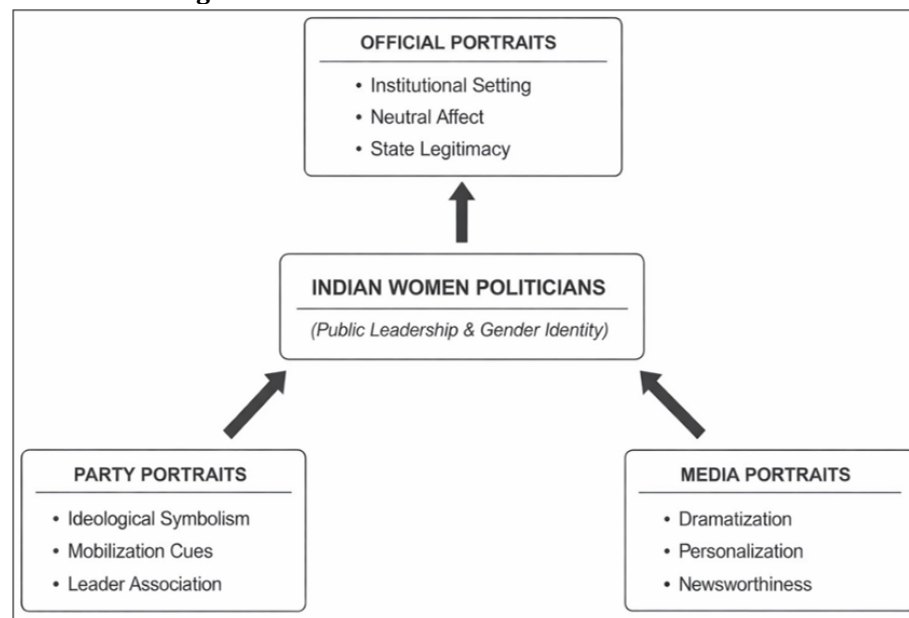 OFFICIAL PORTRAITS
• Institutional Setting
• Neutral Affect
• State Legitimacy
INDIAN WOMEN POLITICIANS
(Public Leadership & Gender Identity)
PARTY PORTRAITS
• Ideological Symbolism
• Mobilization Cues
• Leader Association
MEDIA PORTRAITS
• Dramatization
• Personalization
• Newsworthiness